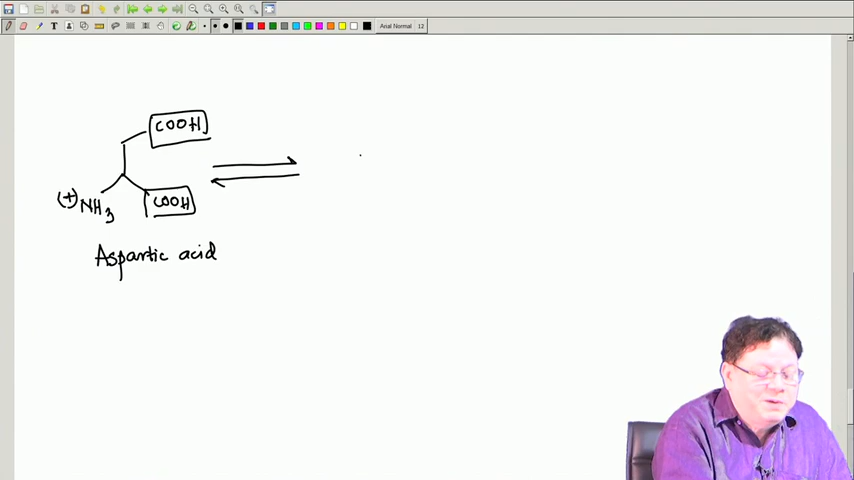 Arial Normal 12
COOH
(+)NH3 COOH
Aspartic acid